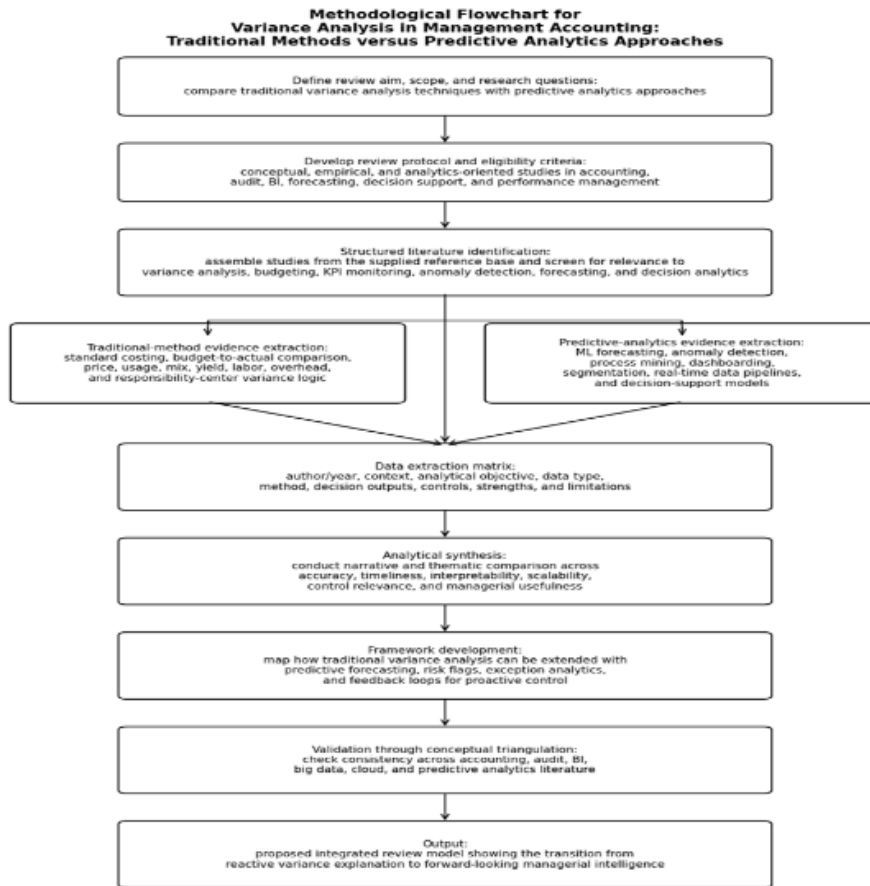 Methodological Flowchart for
Variance Analysis in Management Accounting:
Traditional Methods versus Predictive Analytics Approaches
Define review aim, scope, and research questions:
compare traditional variance analysis techniques with predictive analytics approaches
Develop review protocol and eligibility criteria:
conceptual, empirical, and analytics-oriented studies in accounting,
audit, BI, forecasting, decision support, and performance management
Structured literature identification:
assemble studies from the supplied reference base and screen for relevance to
variance analysis, budgeting, KPI monitoring, anomaly detection, forecasting, and decision analytics
Traditional-method evidence extraction:
standard costing, budget-to-actual comparison,
price, usage, mix, yield, labor, overhead,
and responsibility-center variance logic
Predictive-analytics evidence extraction:
ML forecasting, anomaly detection,
process mining, dashboarding,
segmentation, real-time data pipelines,
and decision-support models
Data extraction matrix:
author/year, context, analytical objective, data type,
method, decision outputs, controls, strengths, and limitations
Analytical synthesis:
conduct narrative and thematic comparison across
accuracy, timeliness, interpretability, scalability,
control relevance, and managerial usefulness
Framework development:
map how traditional variance analysis can be extended with
predictive forecasting, risk flags, exception analytics,
and feedback loops for proactive control
Validation through conceptual triangulation:
check consistency across accounting, audit, BI,
big data, cloud, and predictive analytics literature
Output:
proposed integrated review model showing the transition from
reactive variance explanation to forward-looking managerial intelligence